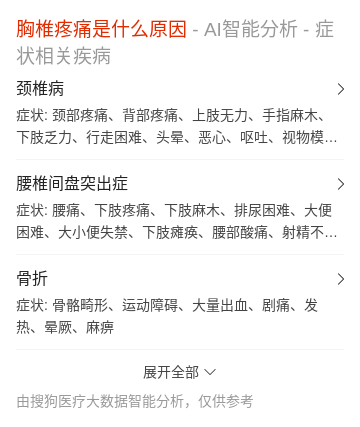 胸椎疼痛是什么原因 - AI智能分析 - 症
状相关疾病
颈椎病
症状: 颈部疼痛、背部疼痛、上肢无力、手指麻木、
下肢乏力、行走困难、头晕、恶心、呕吐、视物模...
腰椎间盘突出症
症状: 腰痛、下肢疼痛、下肢麻木、排尿困难、大便
困难、大小便失禁、下肢瘫痪、腰部酸痛、射精不...
骨折
症状: 骨骼畸形、运动障碍、大量出血、剧痛、发
热、晕厥、麻痹
展开全部
由搜狗医疗大数据智能分析，仅供参考